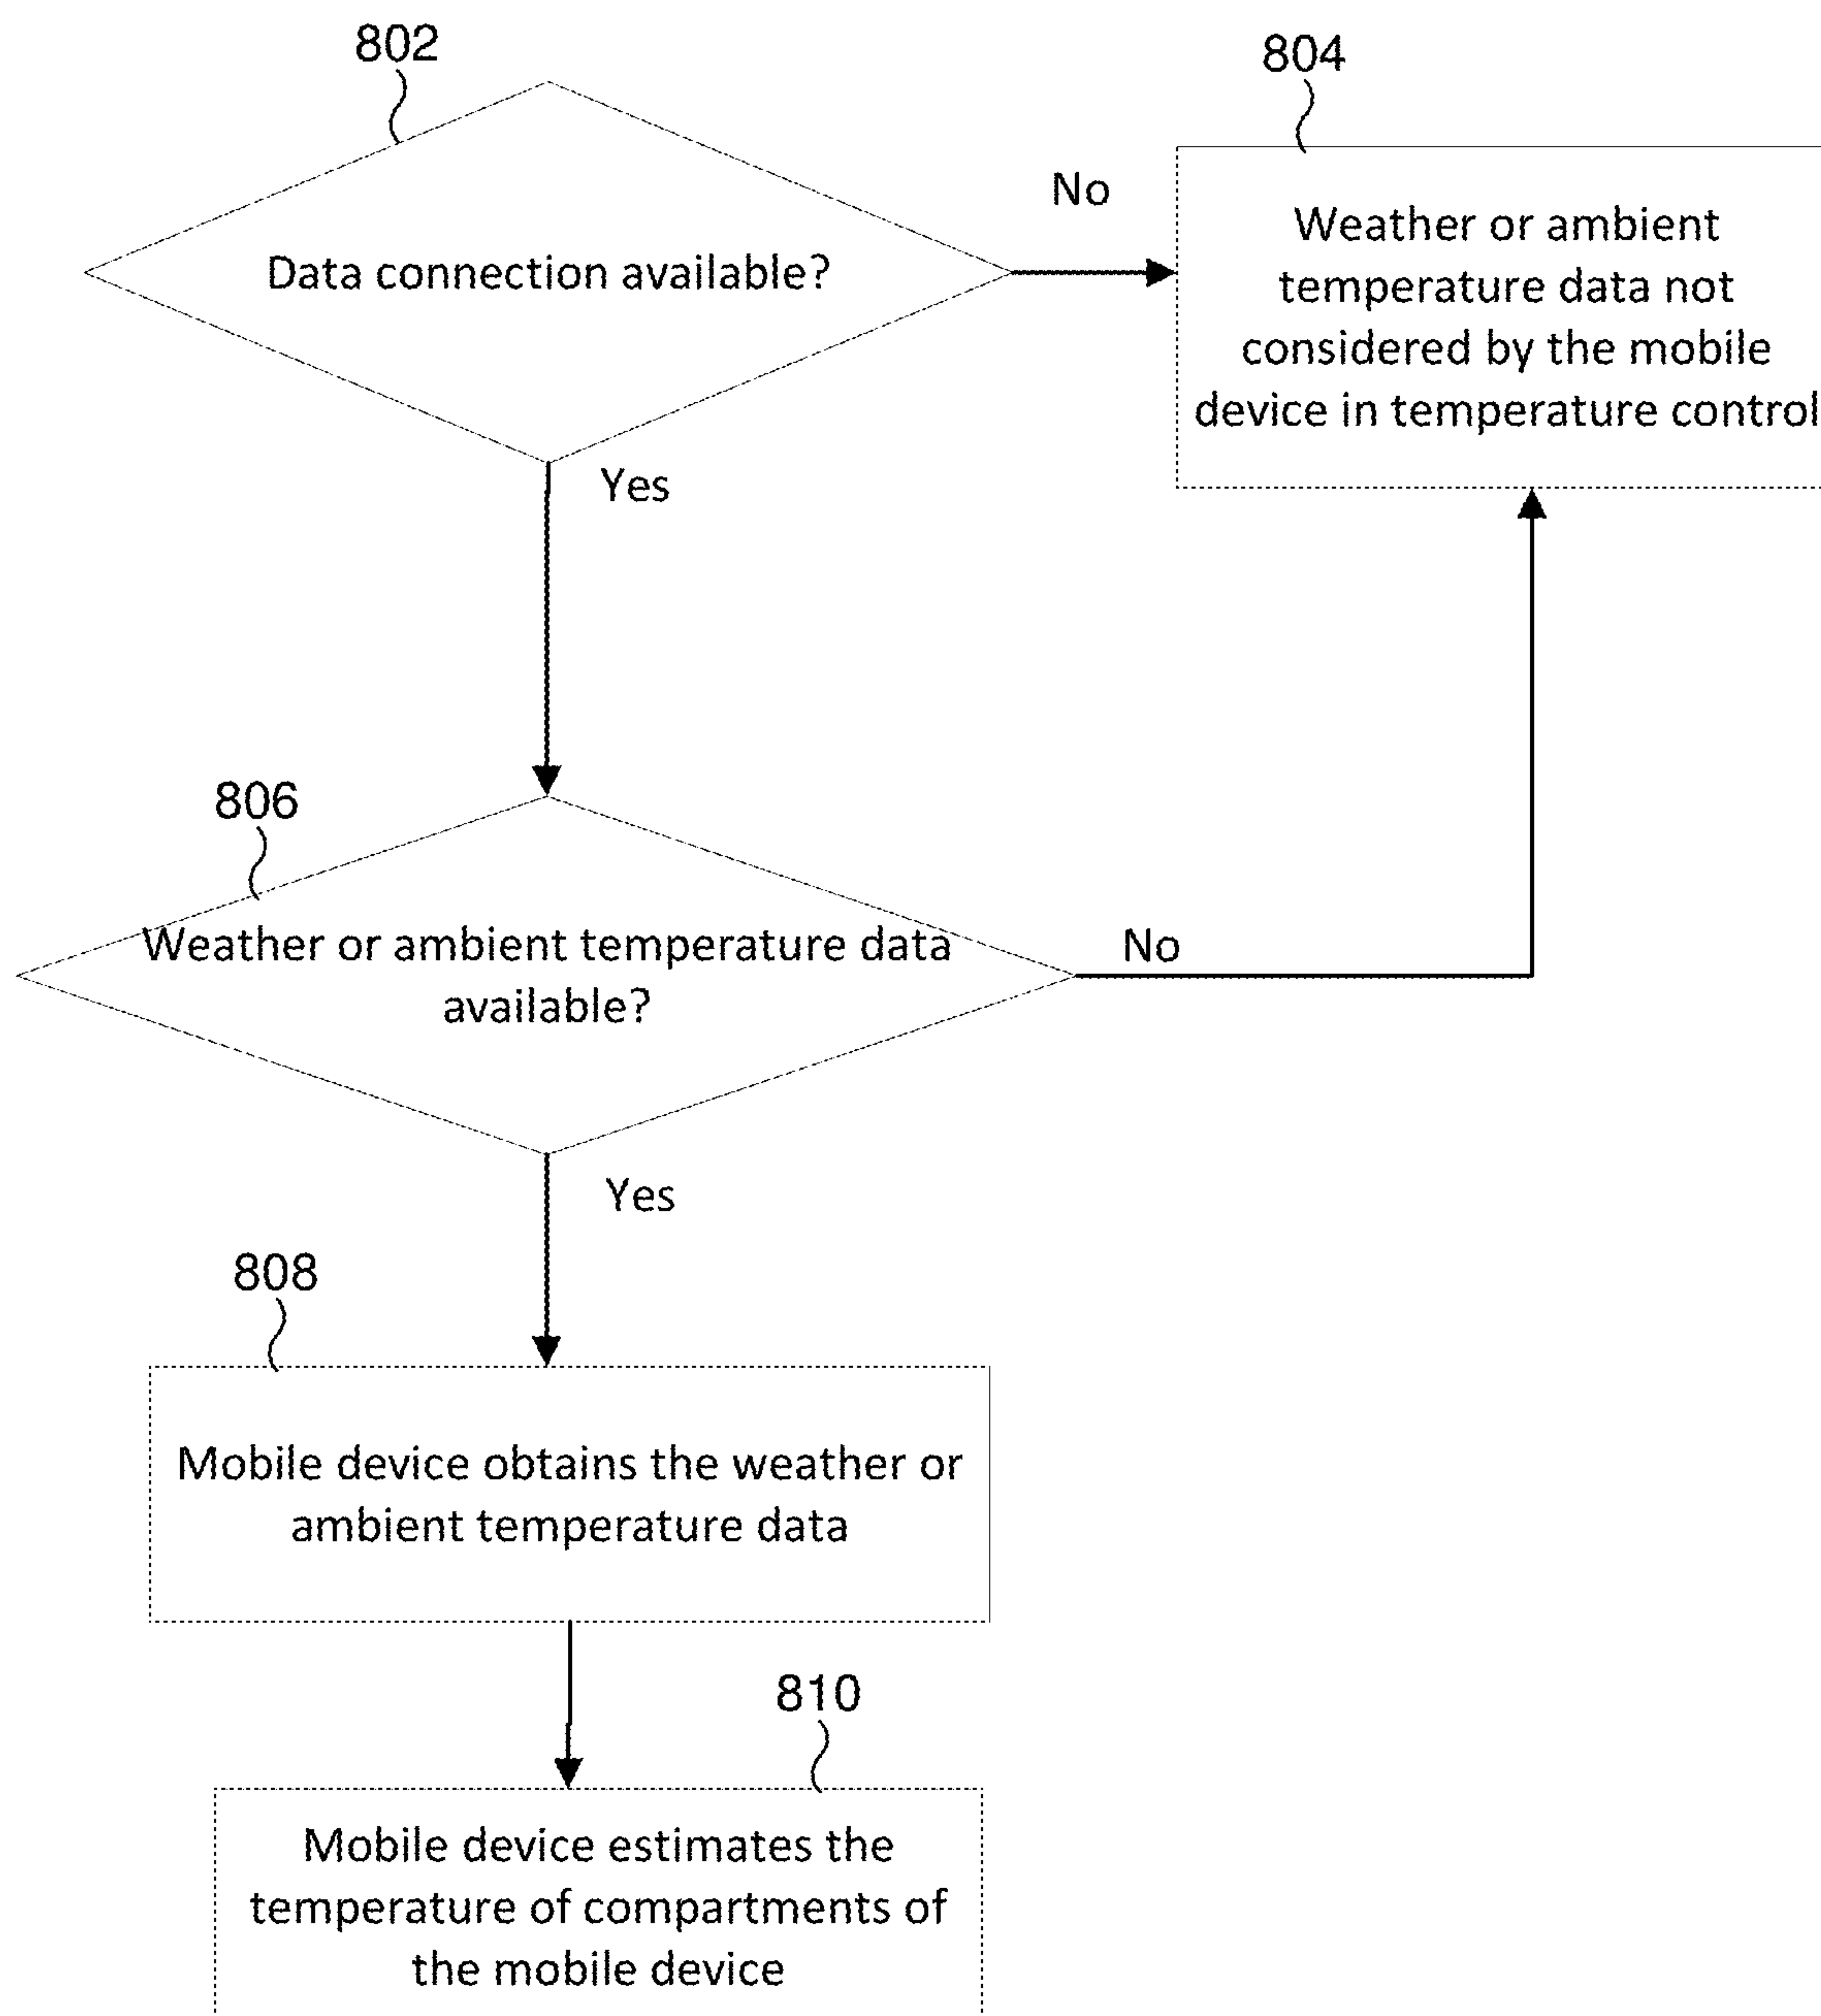 802
Data connection available?
No
804
Weather or ambient
temperature data not
considered by the mobile
device in temperature control
Yes
806
Weather or ambient temperature data
available?
No
Yes
808
Mobile device obtains the weather or
ambient temperature data
810
Mobile device estimates the
temperature of compartments of
the mobile device